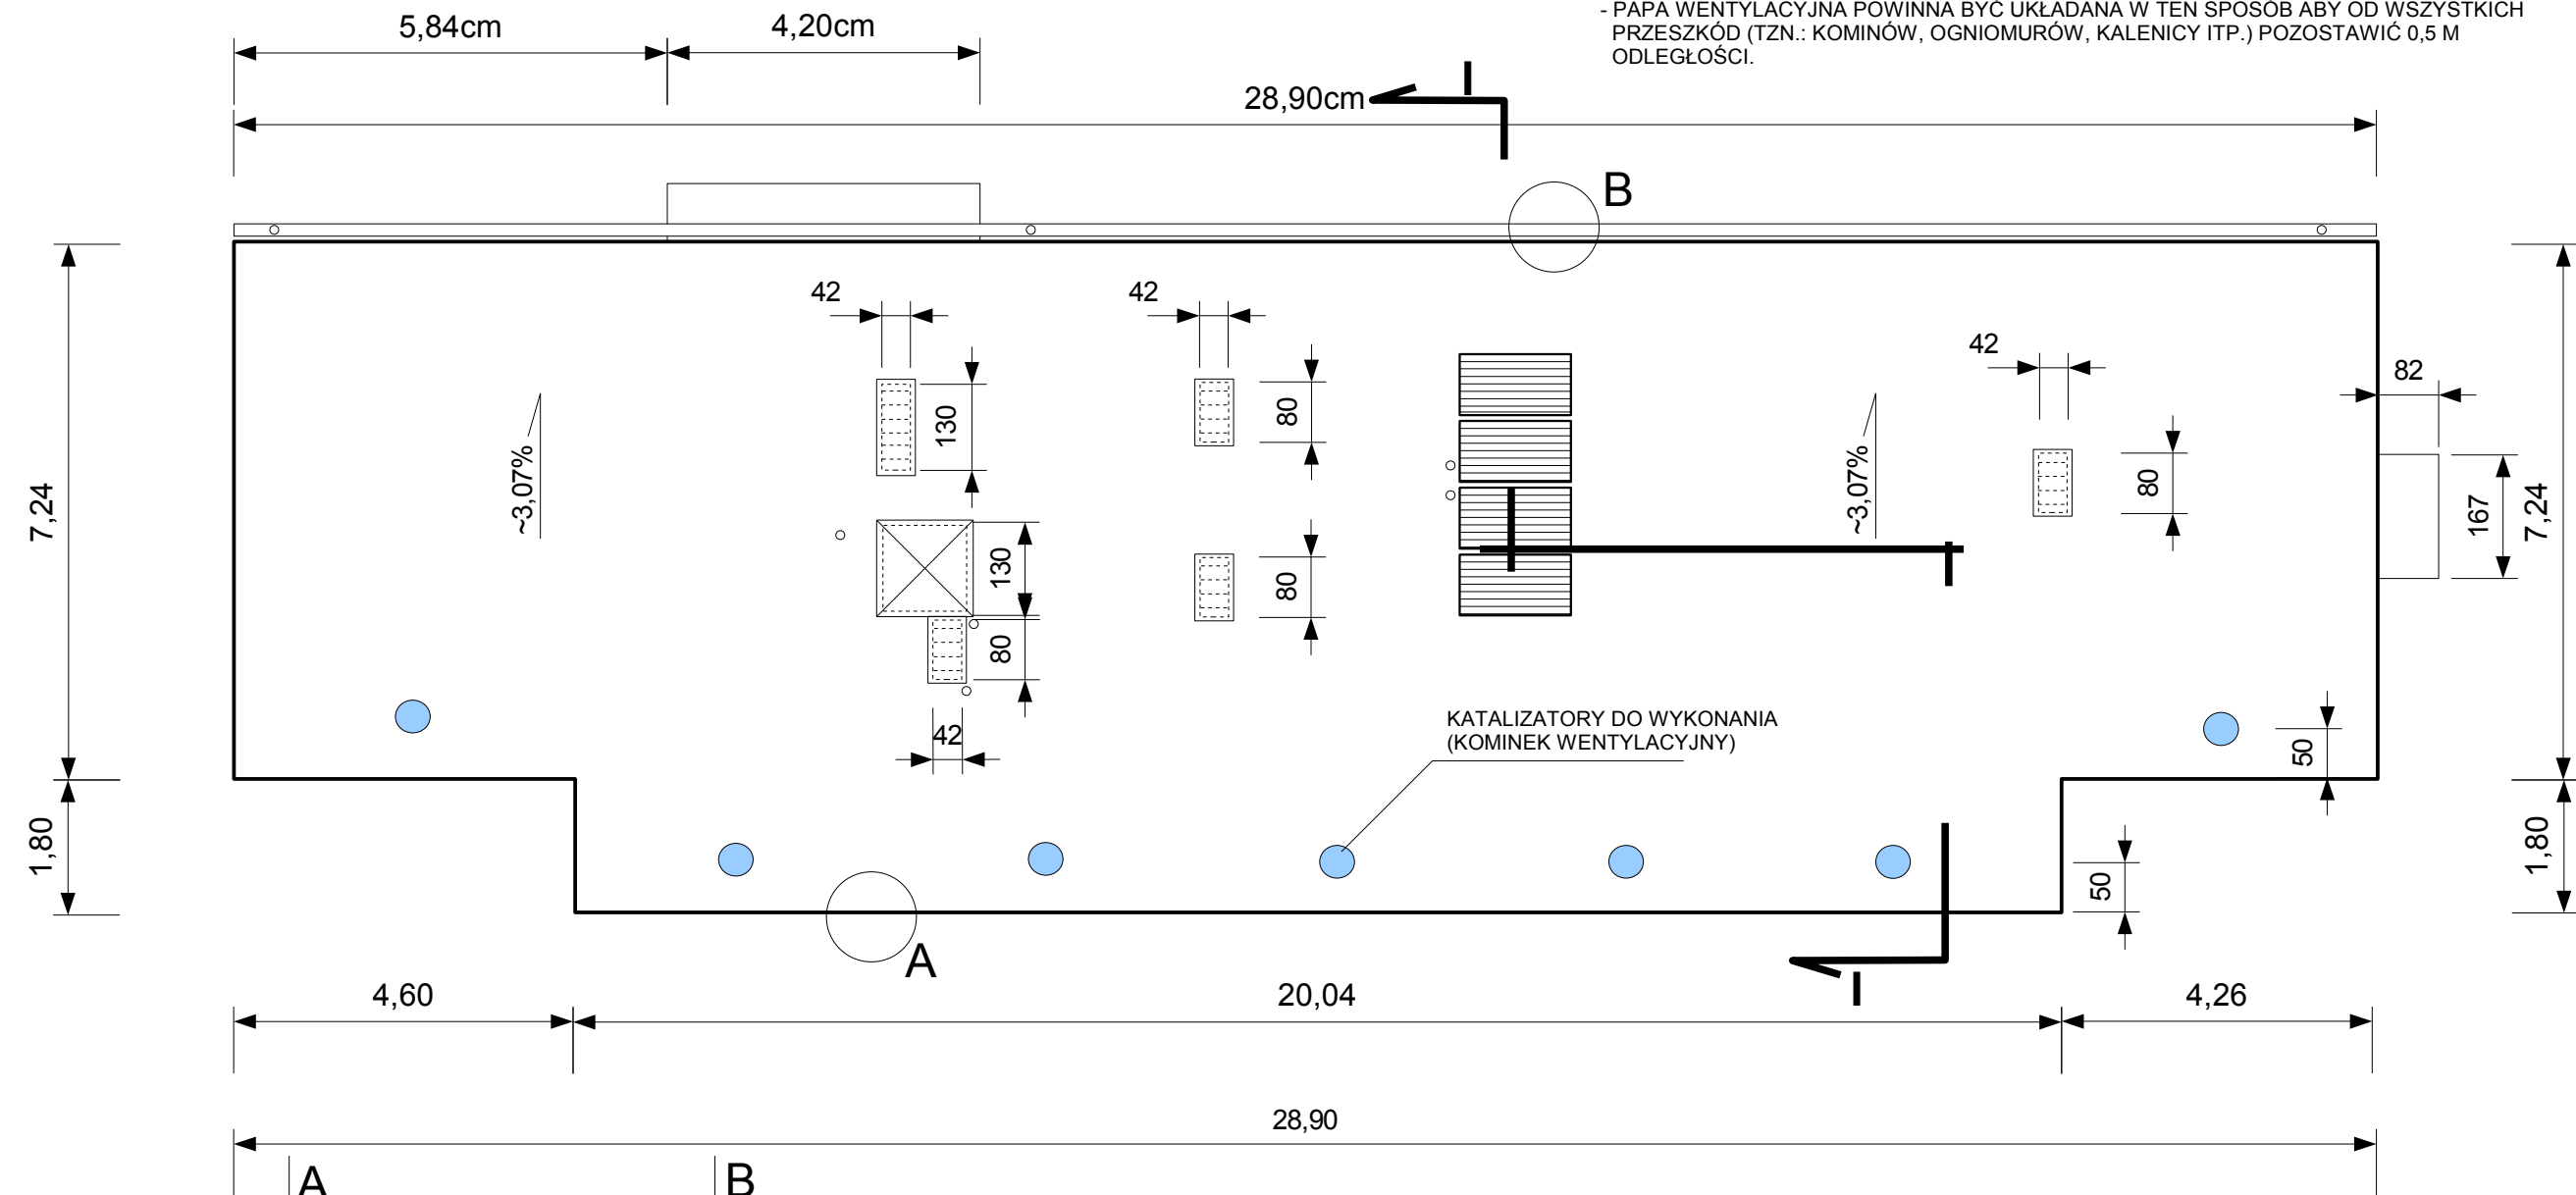 - PAPA WENTYLACYJNA POWINNA BYĆ UKŁADANA W TEN SPOSÓB ABY OD WSZYSTKICH
PRZESZKÓD (TZN.: KOMINÓW, OGNIOMURÓW, KALENICY ITP.) POZOSTAWIĆ 0,5 M
ODLEGŁOŚCI.
5,84cm
4,20cm
28,90cm
I
B
42
42
42
82
130
80
80
~3,07%
~3,07%
7,24
167
7,24
130
80
80
42
KATALIZATORY DO WYKONANIA
(KOMINEK WENTYLACYJNY)
50
1,80
50
1,80
A
I
4,60
20,04
4,26
28,90
A
B